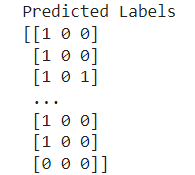 Predicted Labels
[[1 0 0]
[1 0 0]
[1 0 1]
...
[1 0 0]
[1 0 0]
[0 0 0]]